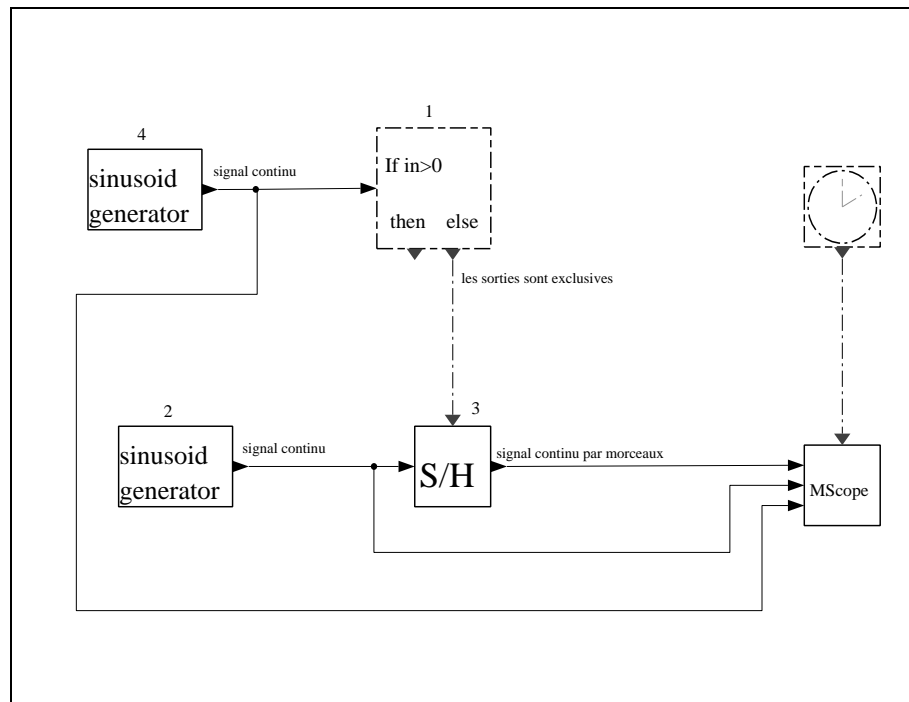 1
4
If in>0
sinusoid
generator
signal continu
then else
les sorties sont exclusives
2
3
sinusoid
generator
signal continu
S/H
signal continu par morceaux
MScope